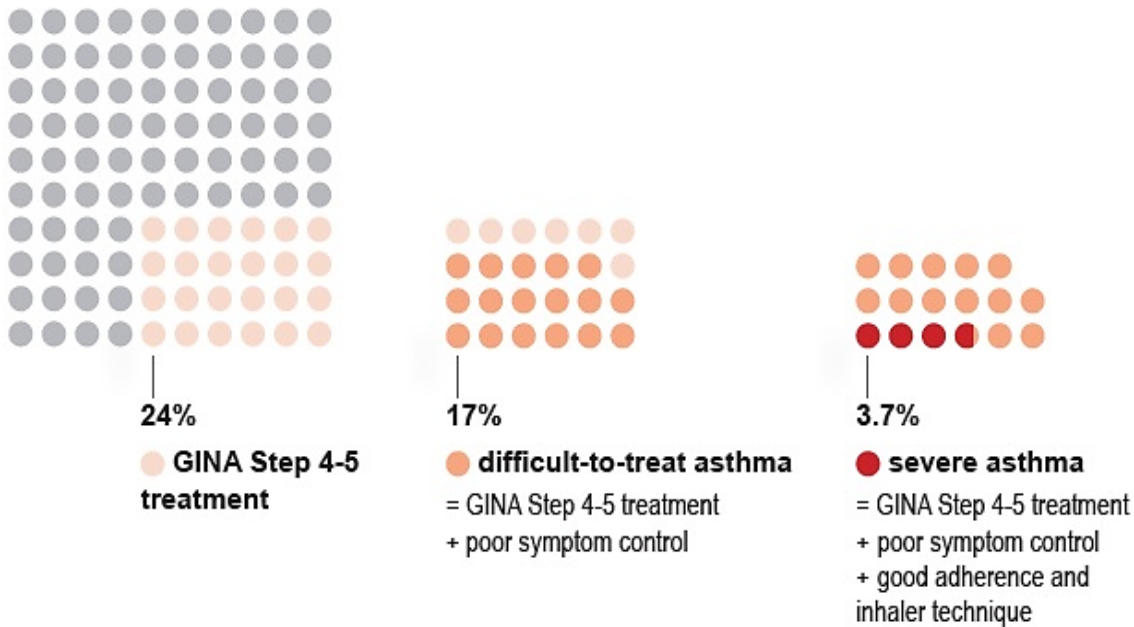 24%
GINA Step 4-5
treatment
17%
difficult-to-treat asthma
= GINA Step 4-5 treatment
+ poor symptom control
3.7%
severe asthma
= GINA Step 4-5 treatment
+ poor symptom control
+ good adherence and
inhaler technique